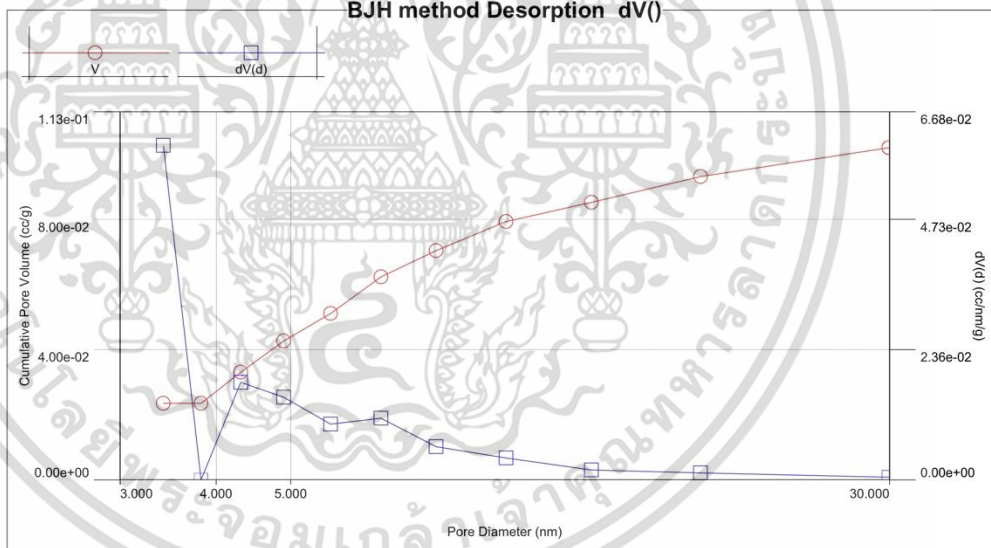 BJH method Desorption dV()
V
dV(d)
1.13e-01
6.68e-02
8.00e-02
4.73e-02
4.00e-02
2.36e-02
0.00e+00
0.00e+00
Cumulative Pore Volume (cc/g)
dV(d) (cc/nm/g)
3.000
4.000
5.000
30.000
Pore Diameter (nm)